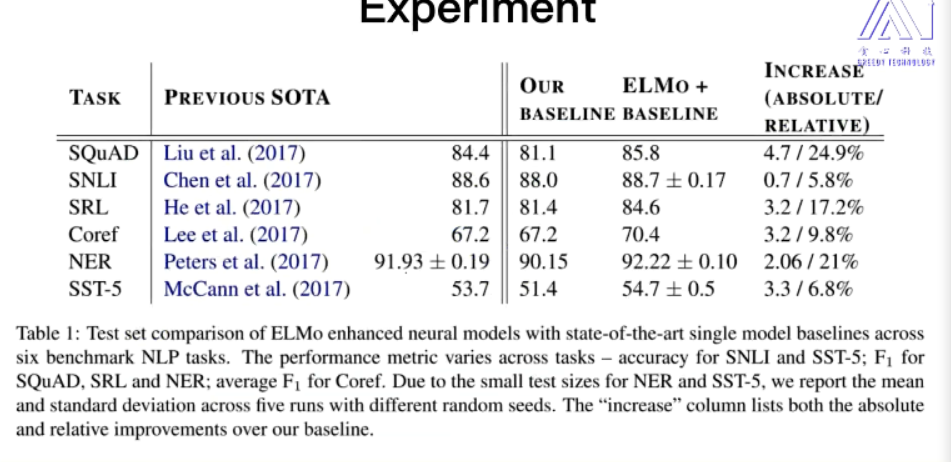 Experiment
贪心科技
GREEDY TECHNOLOGY
TASK | PREVIOUS SOTA | OUR BASELINE | ELMO + BASELINE | INCREASE (ABSOLUTE/ RELATIVE)
SQuAD | Liu et al. (2017) | 84.4 | 81.1 | 85.8 | 4.7 / 24.9%
SNLI | Chen et al. (2017) | 88.6 | 88.0 | 88.7 ± 0.17 | 0.7 / 5.8%
SRL | He et al. (2017) | 81.7 | 81.4 | 84.6 | 3.2 / 17.2%
Coref | Lee et al. (2017) | 67.2 | 67.2 | 70.4 | 3.2 / 9.8%
NER | Peters et al. (2017) | 91.93 ± 0.19 | 90.15 | 92.22 ± 0.10 | 2.06 / 21%
SST-5 | McCann et al. (2017) | 53.7 | 51.4 | 54.7 ± 0.5 | 3.3 / 6.8%
Table 1: Test set comparison of ELMo enhanced neural models with state-of-the-art single model baselines across
six benchmark NLP tasks. The performance metric varies across tasks – accuracy for SNLI and SST-5; F1 for
SQuAD, SRL and NER; average F1 for Coref. Due to the small test sizes for NER and SST-5, we report the mean
and standard deviation across five runs with different random seeds. The “increase” column lists both the absolute
and relative improvements over our baseline.